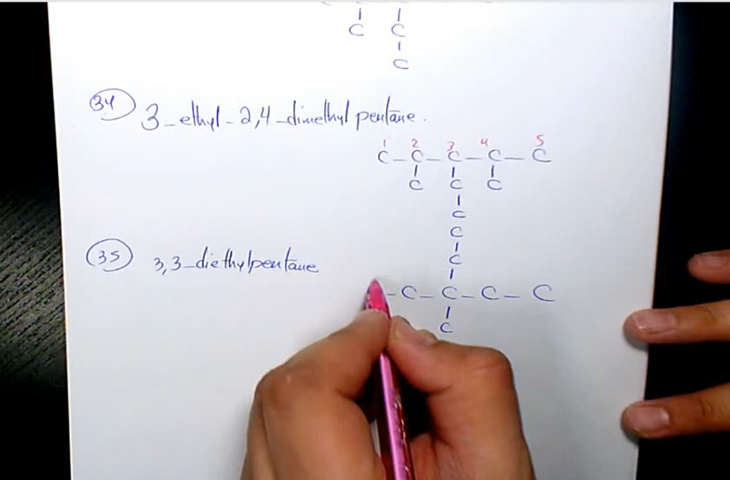 C C
C
34 3-ethyl-2,4-dimethyl pentane.
1 2 3 4 5
C-C-C-C-C
C C C
C
C
35 3,3-diethylpentane
C
-C-C-C-C
C